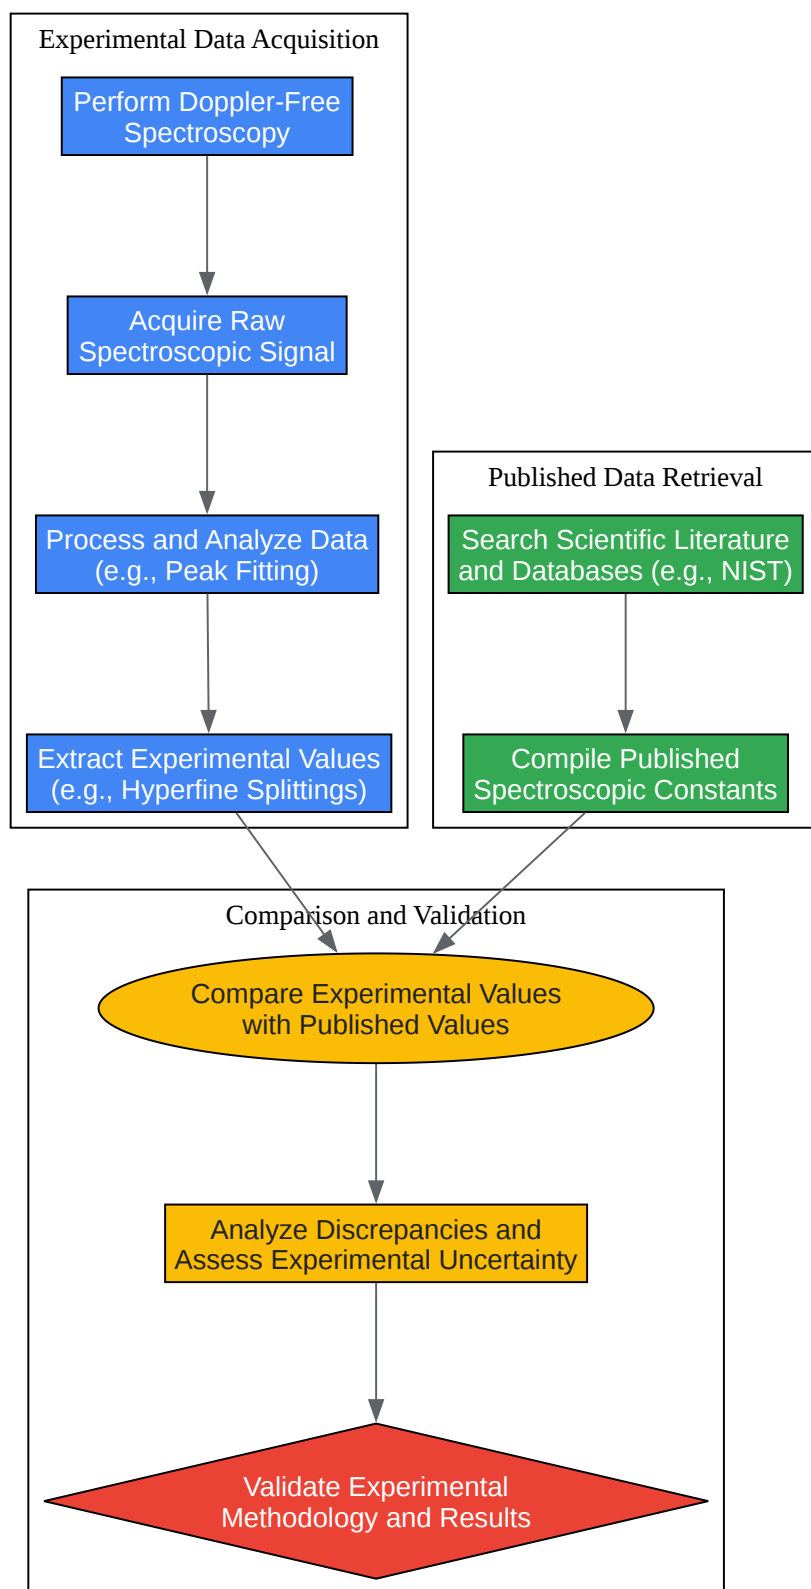 Experimental Data Acquisition
Perform Doppler-Free
Spectroscopy
Acquire Raw
Spectroscopic Signal
Process and Analyze Data
(e.g., Peak Fitting)
Extract Experimental Values
(e.g., Hyperfine Splittings)
Published Data Retrieval
Search Scientific Literature
and Databases (e.g., NIST)
Compile Published
Spectroscopic Constants
Comparison and Validation
Compare Experimental Values
with Published Values
Analyze Discrepancies and
Assess Experimental Uncertainty
Validate Experimental
Methodology and Results